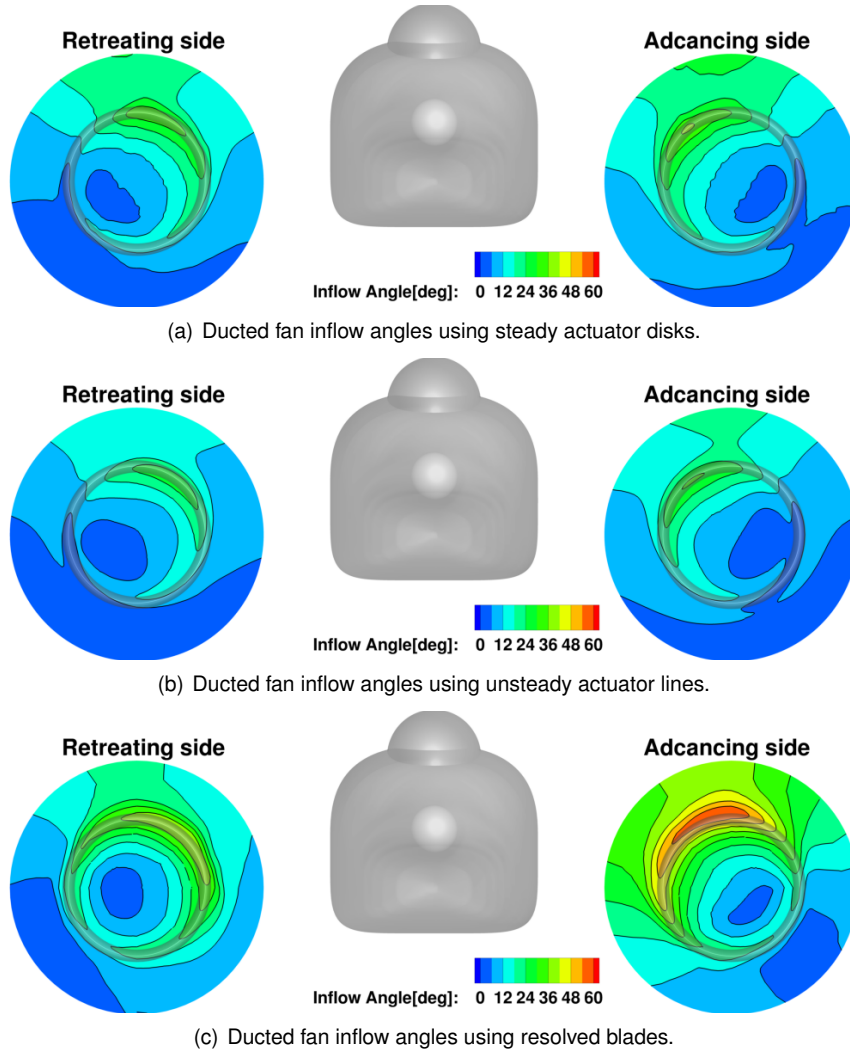 Retreating side
Adcancing side
Inflow Angle[deg]: 0 12 24 36 48 60
(a) Ducted fan inflow angles using steady actuator disks.
Retreating side
Adcancing side
Inflow Angle[deg]: 0 12 24 36 48 60
(b) Ducted fan inflow angles using unsteady actuator lines.
Retreating side
Adcancing side
Inflow Angle[deg]: 0 12 24 36 48 60
(c) Ducted fan inflow angles using resolved blades.